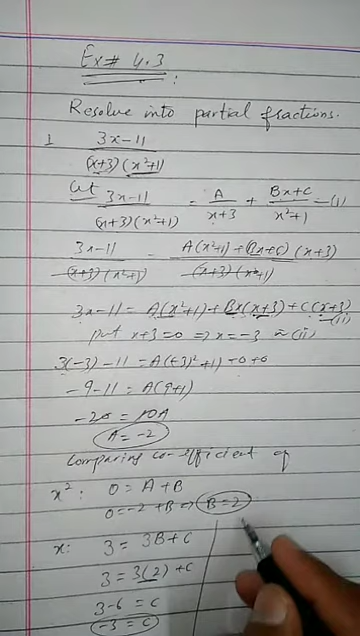 Ex# 4.3
Resolve into partial fractions.
1 3x-11 / (x+3)(x²+1)
Let 3x-11 / (x+3)(x²+1) = A / x+3 + Bx+C / x²+1 —(i)
3x-11 / (x+3)(x²+1) = A(x²+1)+(Bx+C)(x+3) / (x+3)(x²+1)
3x-11 = A(x²+1)+Bx(x+3)+C(x+3) —(ii)
put x+3=0 ⇒ x=-3 in (ii)
3(-3)-11 = A((-3)²+1)+0+0
-9-11 = A(9+1)
-20 = 10A
A=-2
Comparing co-efficient of
x²: 0 = A+B
0=-2+B ⇒ B=2
x: 3 = 3B+C
3 = 3(2)+C
3-6 = C
-3 = C